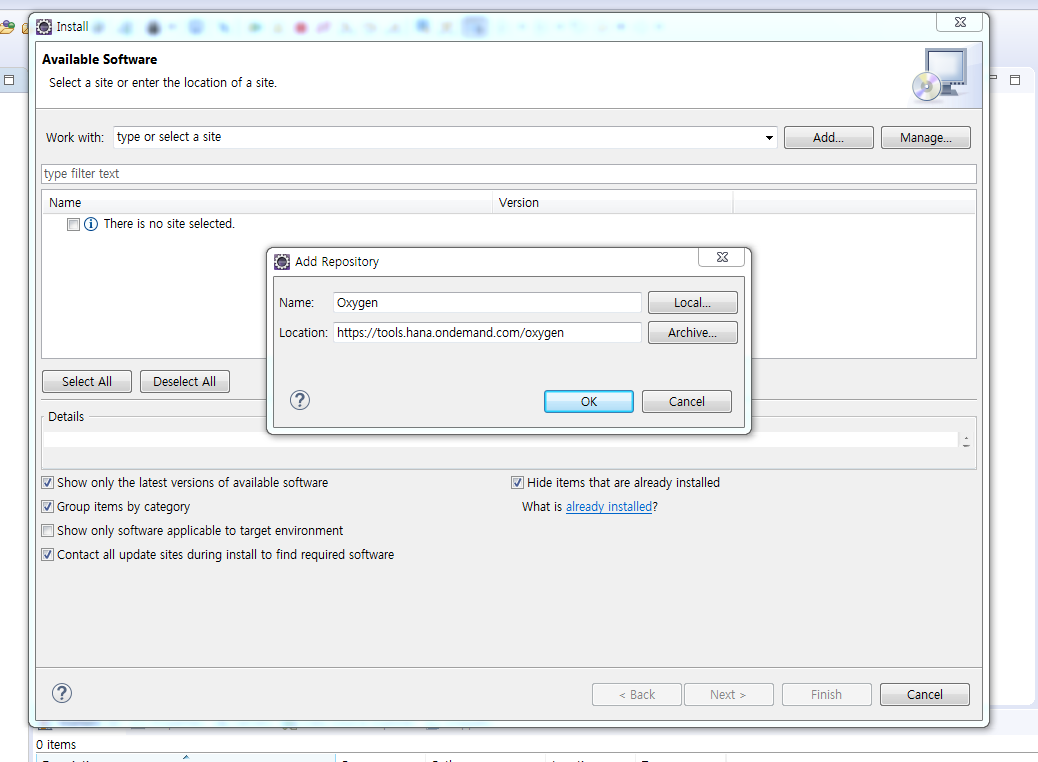 Install
Available Software
Select a site or enter the location of a site.
Work with: type or select a site Add... Manage...
type filter text
Name Version
There is no site selected.
Add Repository
Name: Oxygen Local...
Location: https://tools.hana.ondemand.com/oxygen Archive...
OK Cancel
Select All Deselect All
Details
Show only the latest versions of available software Hide items that are already installed
Group items by category What is already installed?
Show only software applicable to target environment
Contact all update sites during install to find required software
< Back Next > Finish Cancel
0 items